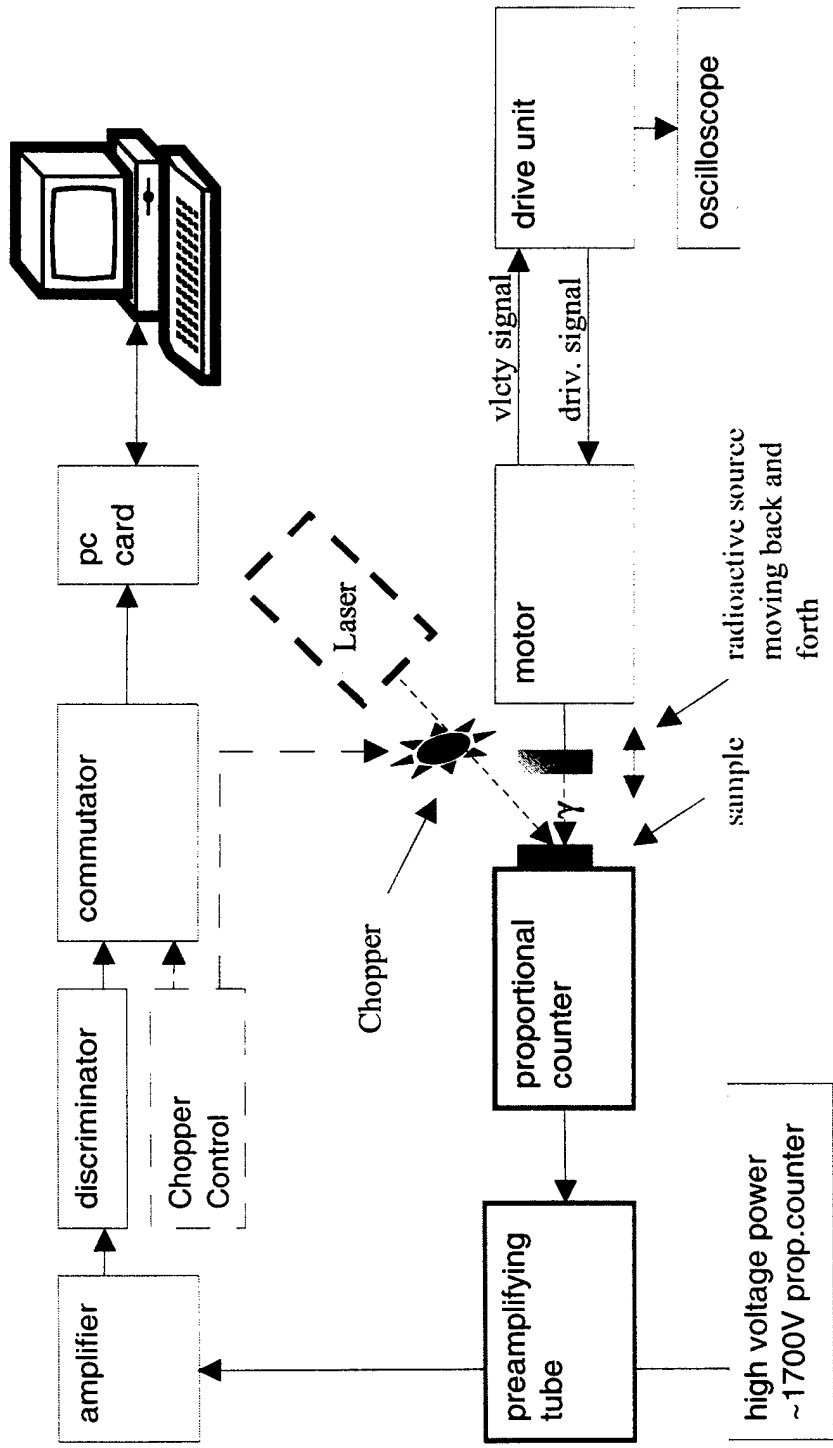 amplifier
discriminator
Chopper
Control
commutator
pc
card
Laser
Chopper
preamplifying
tube
proportional
counter
γ
motor
vlcty signal
driv. signal
drive unit
high voltage power
~1700V prop.counter
sample
radioactive source
moving back and
forth
oscilloscope